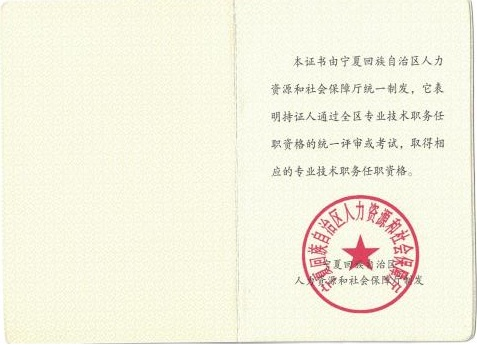 本证书由宁夏回族自治区人力
资源和社会保障厅统一制发，它表
明持证人通过全区专业技术职务任
职资格的统一评审或考试，取得相
应的专业技术职务任职资格。
宁夏回族自治区人力资源和社会保障厅
宁夏回族自治区
人力资源和社会保障厅制发